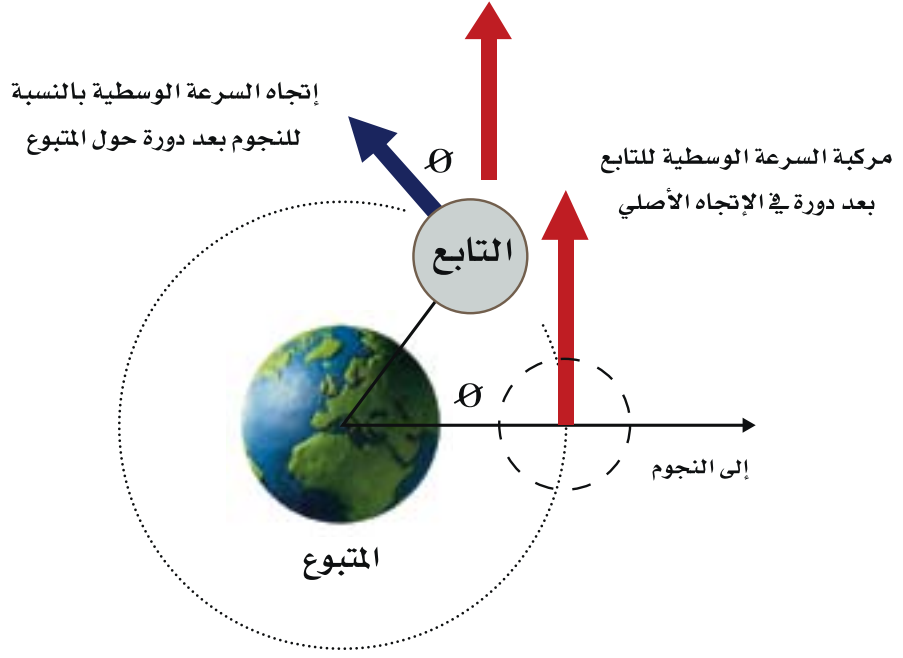 إتجاه السرعة الوسطية بالنسبة
للنجوم بعد دورة حول المتبوع
مركبة السرعة الوسطية للتابع
بعد دورة في الإتجاه الأصلي
Ø
التابع
Ø
إلى النجوم
المتبوع